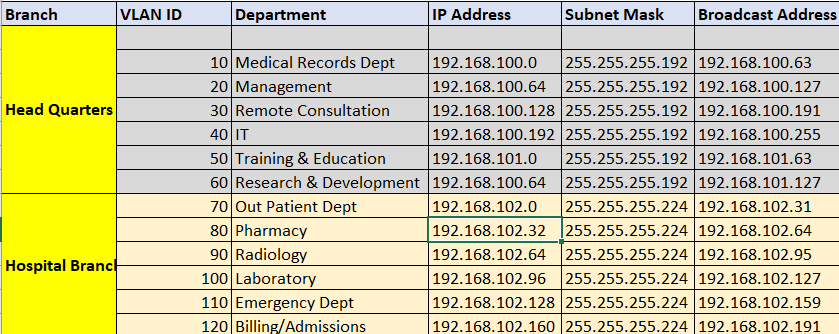 Branch VLAN ID Department IP Address Subnet Mask Broadcast Address
Head Quarters
10 Medical Records Dept 192.168.100.0 255.255.255.192 192.168.100.63
20 Management 192.168.100.64 255.255.255.192 192.168.100.127
30 Remote Consultation 192.168.100.128 255.255.255.192 192.168.100.191
40 IT 192.168.100.192 255.255.255.192 192.168.100.255
50 Training & Education 192.168.101.0 255.255.255.192 192.168.101.63
60 Research & Development 192.168.100.64 255.255.255.192 192.168.101.127
Hospital Branch
70 Out Patient Dept 192.168.102.0 255.255.255.224 192.168.102.31
80 Pharmacy 192.168.102.32 255.255.255.224 192.168.102.64
90 Radiology 192.168.102.64 255.255.255.224 192.168.102.95
100 Laboratory 192.168.102.96 255.255.255.224 192.168.102.127
110 Emergency Dept 192.168.102.128 255.255.255.224 192.168.102.159
120 Billing/Admissions 192.168.102.160 255.255.255.224 192.168.102.191